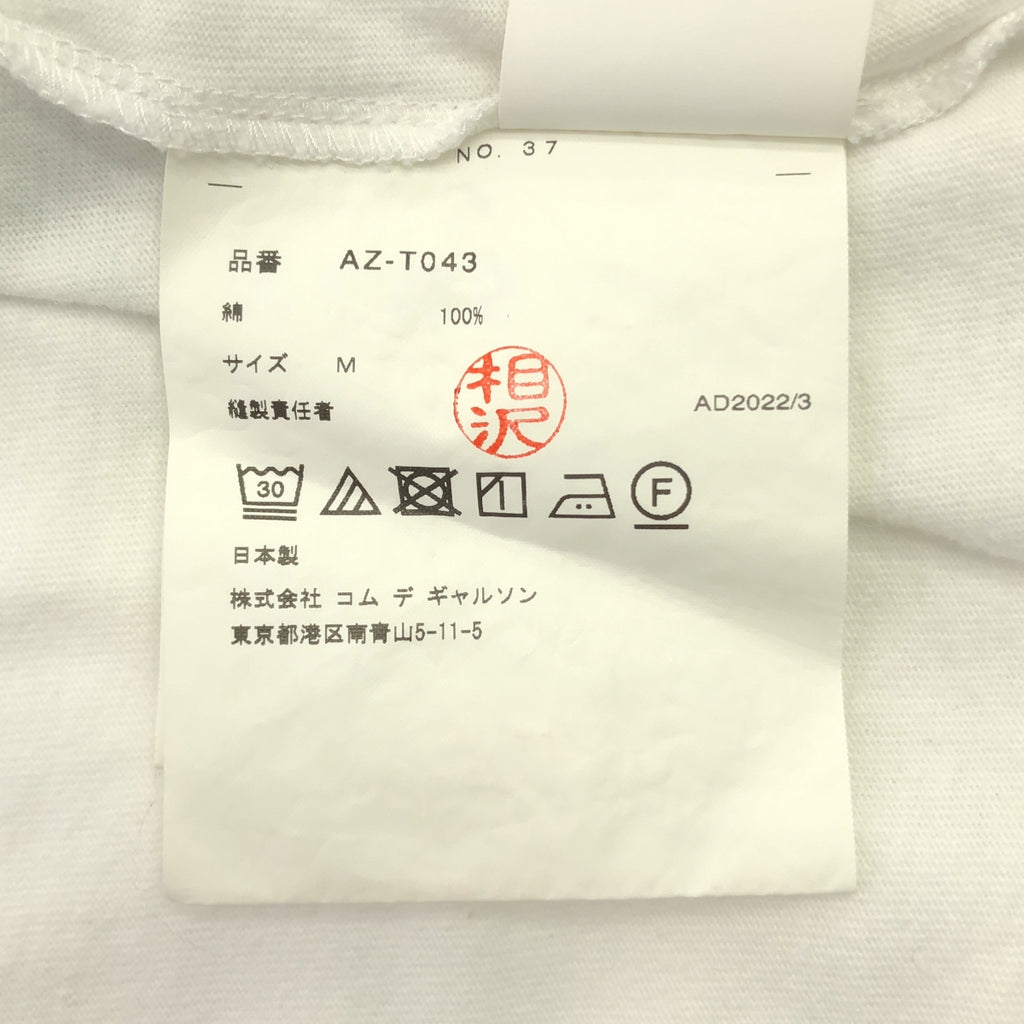 NO. 37
品番 AZ-T043
綿 100%
サイズ M
相沢
縫製責任者 AD2022/3
30 F
日本製
株式会社 コム デ ギャルソン
東京都港区南青山5-11-5